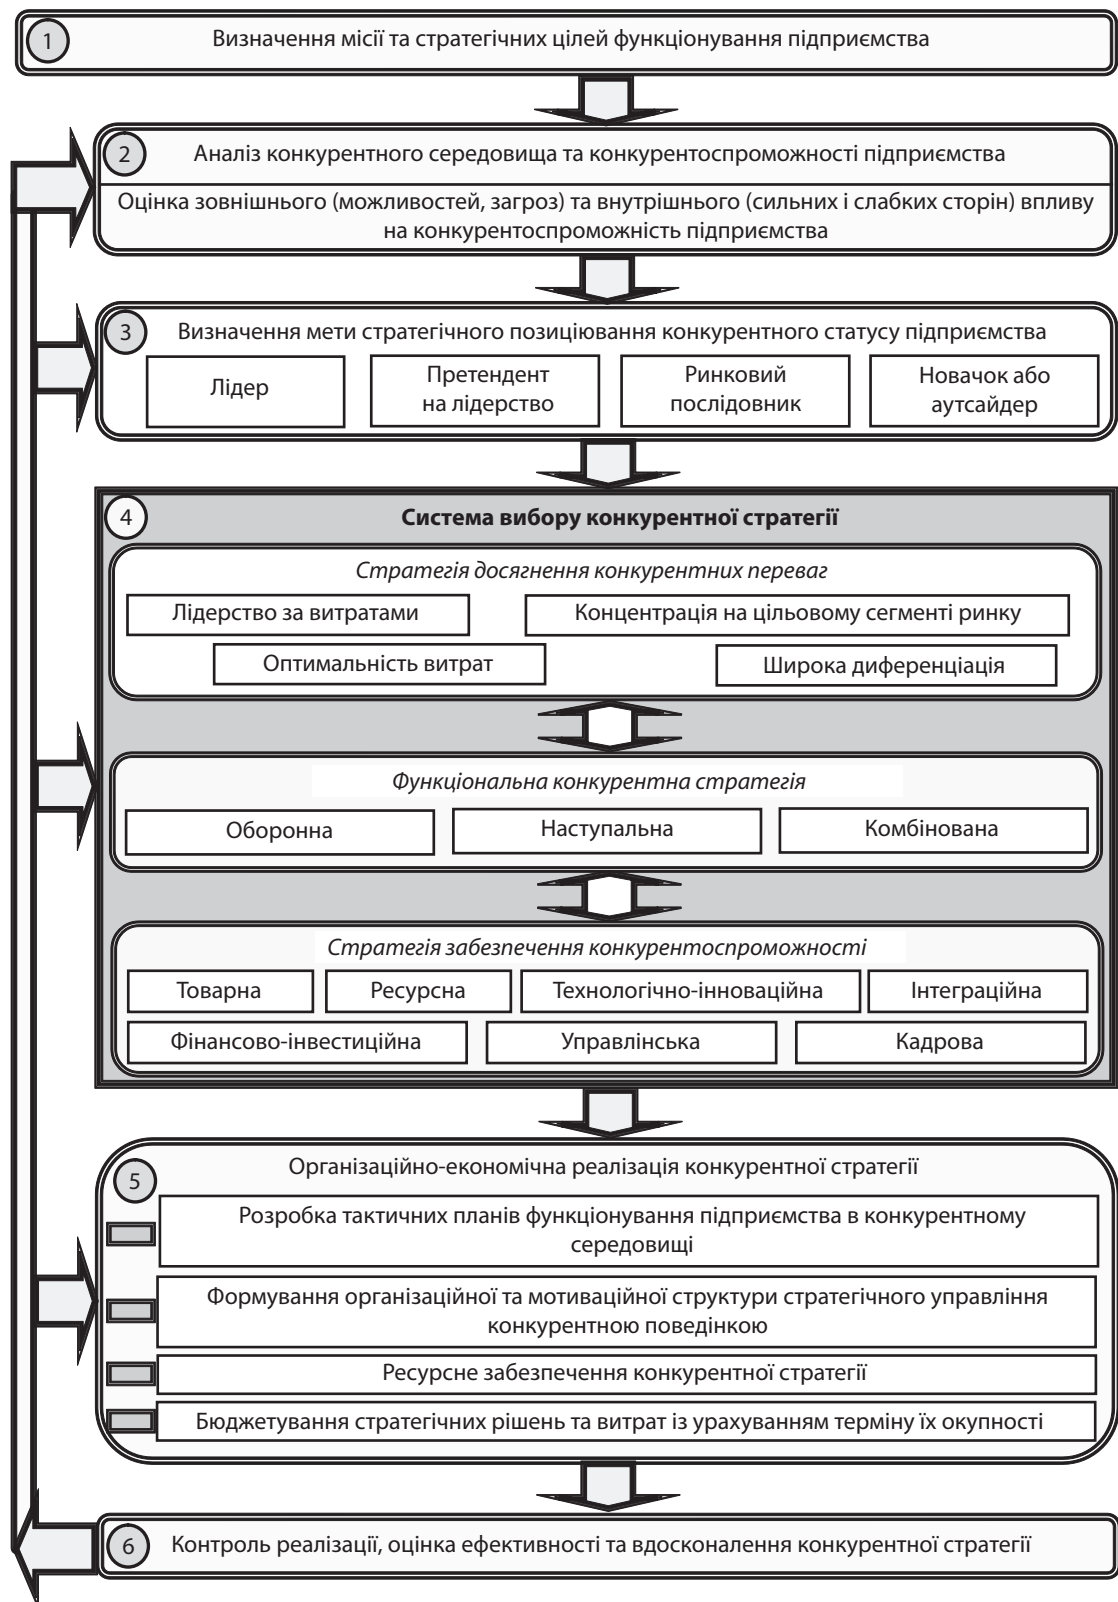 1
Визначення місії та стратегічних цілей функціонування підприємства
2
Аналіз конкурентного середовища та конкурентоспроможності підприємства
Оцінка зовнішнього (можливостей, загроз) та внутрішнього (сильних і слабких сторін) впливу
на конкурентоспроможність підприємства
3
Визначення мети стратегічного позиціювання конкурентного статусу підприємства
Лідер
Претендент
на лідерство
Ринковий
послідовник
Новачок або
аутсайдер
4
Система вибору конкурентної стратегії
Стратегія досягнення конкурентних переваг
Лідерство за витратами
Концентрація на цільовому сегменті ринку
Оптимальність витрат
Широка диференціація
Функціональна конкурентна стратегія
Оборонна
Наступальна
Комбінована
Стратегія забезпечення конкурентоспроможності
Товарна
Ресурсна
Технологічно-інноваційна
Інтеграційна
Фінансово-інвестиційна
Управлінська
Кадрова
5
Організаційно-економічна реалізація конкурентної стратегії
Розробка тактичних планів функціонування підприємства в конкурентному
середовищі
Формування організаційної та мотиваційної структури стратегічного управління
конкурентною поведінкою
Ресурсне забезпечення конкурентної стратегії
Бюджетування стратегічних рішень та витрат із урахуванням терміну їх окупності
6
Контроль реалізації, оцінка ефективності та вдосконалення конкурентної стратегії